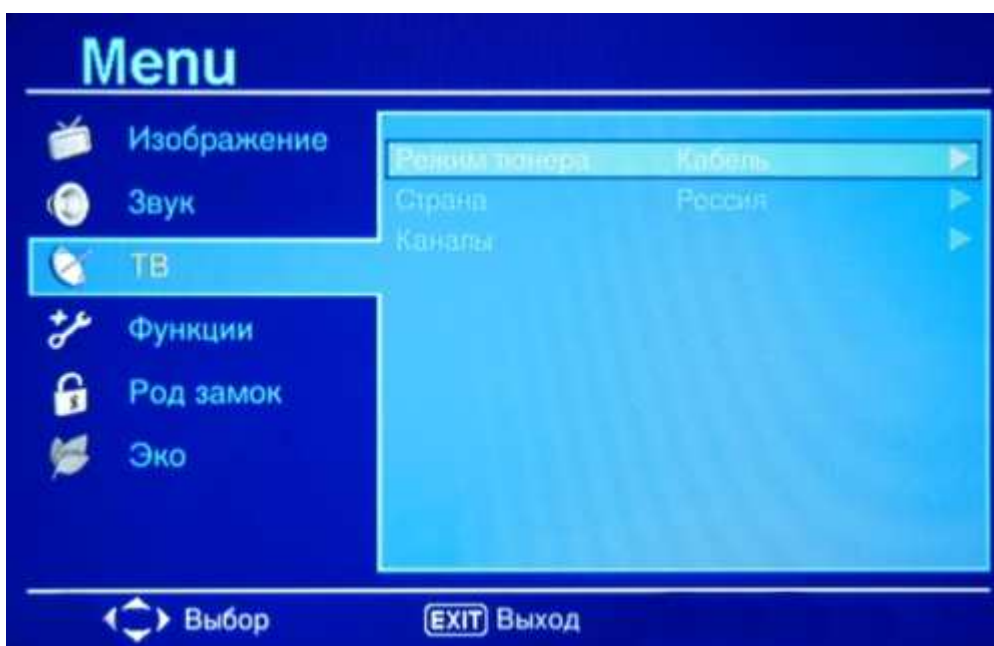 Menu
Изображение
Звук
ТВ
Функции
Род замок
Эко
Режим тюнера Кабель
Страна Россия
Каналы
Выбор EXIT Выход